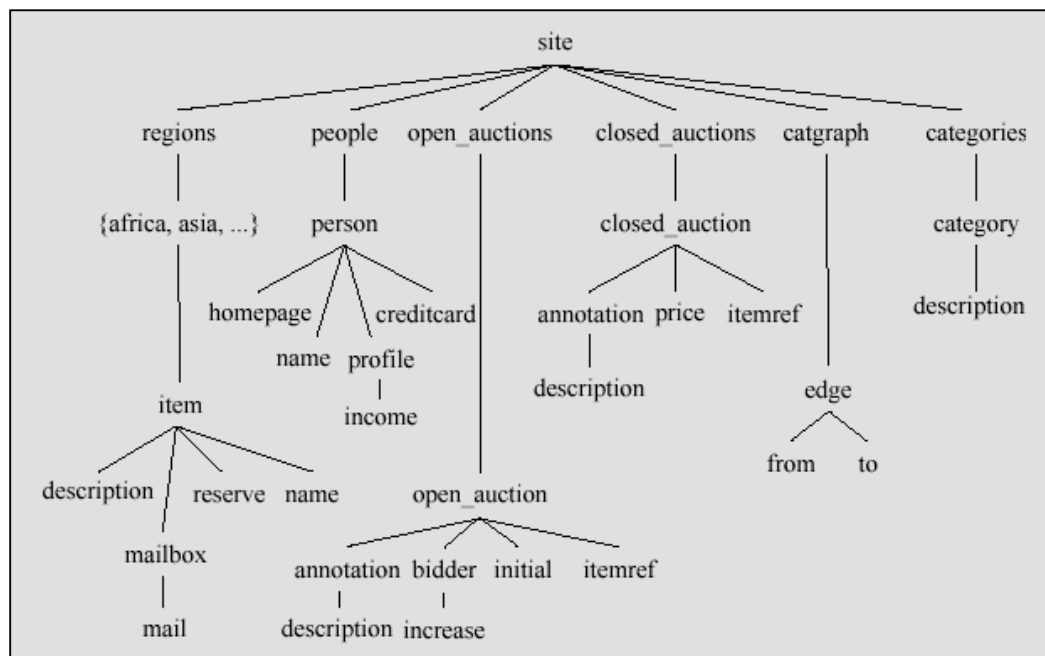 site
regions people open_auctions closed_auctions catgraph categories
{africa, asia, ...} person closed_auction category
homepage creditcard annotation price itemref description
name profile description edge
item income
from to
description reserve name open_auction
mailbox annotation bidder initial itemref
mail description increase